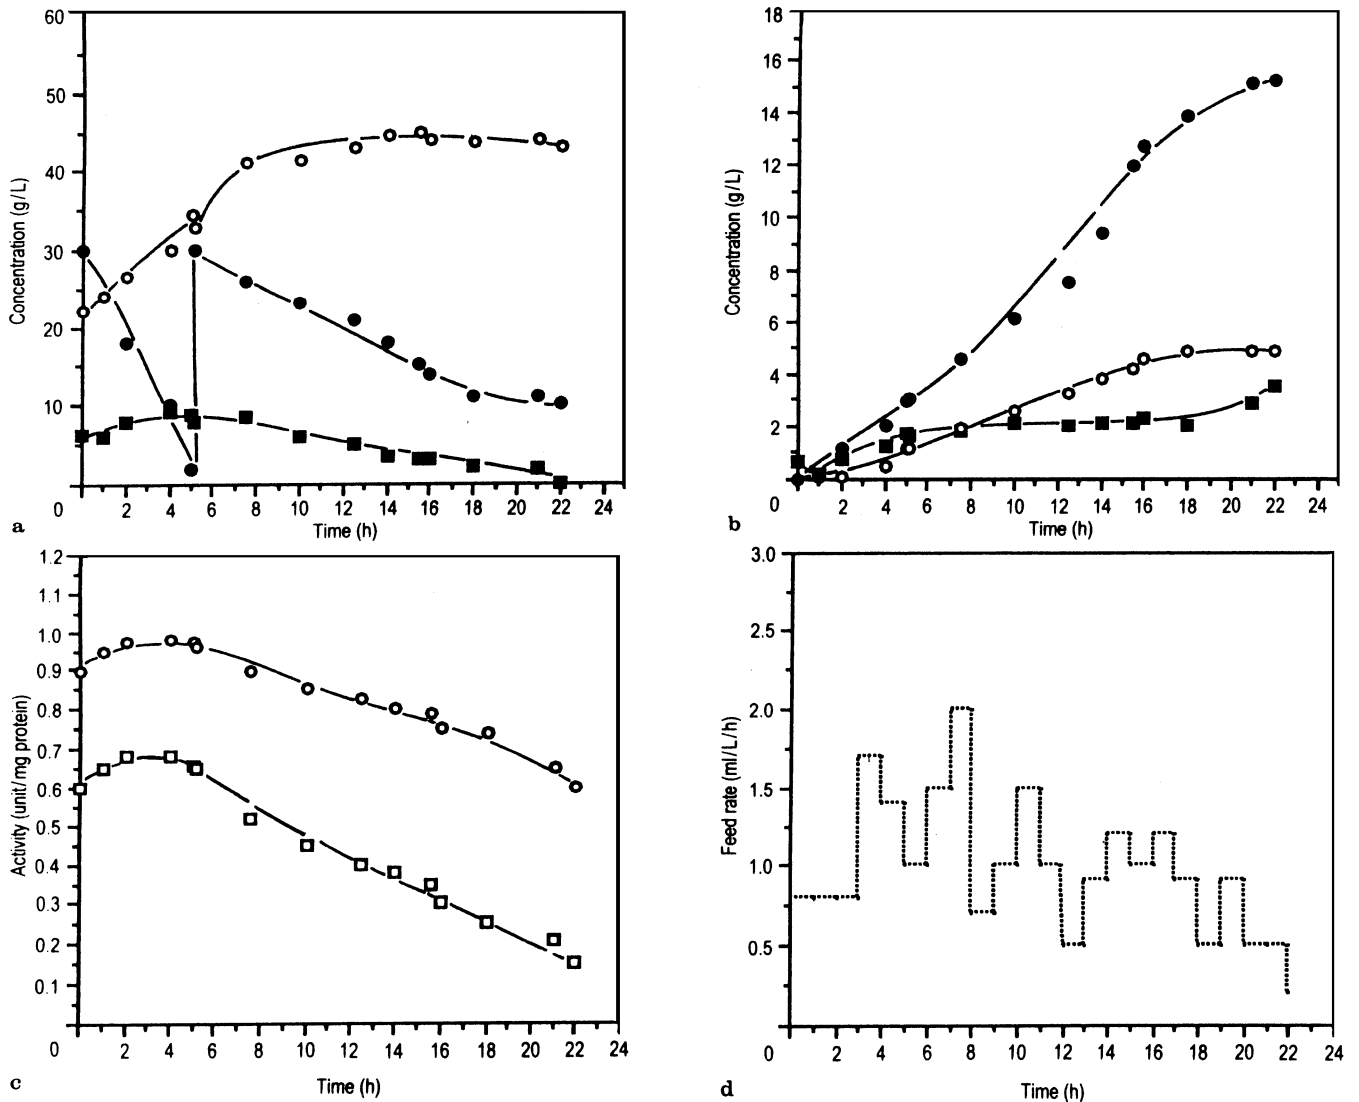 60
50
40
30
20
10
0 2 4 6 8 10 12 14 16 18 20 22 24
Concentration (g/L)
Time (h)
a
18
16
14
12
10
8
6
4
2
0 2 4 6 8 10 12 14 16 18 20 22 24
Concentration (g/L)
Time (h)
b
1.2
1.1
1.0
0.9
0.8
0.7
0.6
0.5
0.4
0.3
0.2
0.1
0 2 4 6 8 10 12 14 16 18 20 22 24
Activity (unit/mg protein)
Time (h)
c
3.0
2.5
2.0
1.5
1.0
0.5
0 2 4 6 8 10 12 14 16 18 20 22 24
Feed rate (ml/L/h)
Time (h)
d